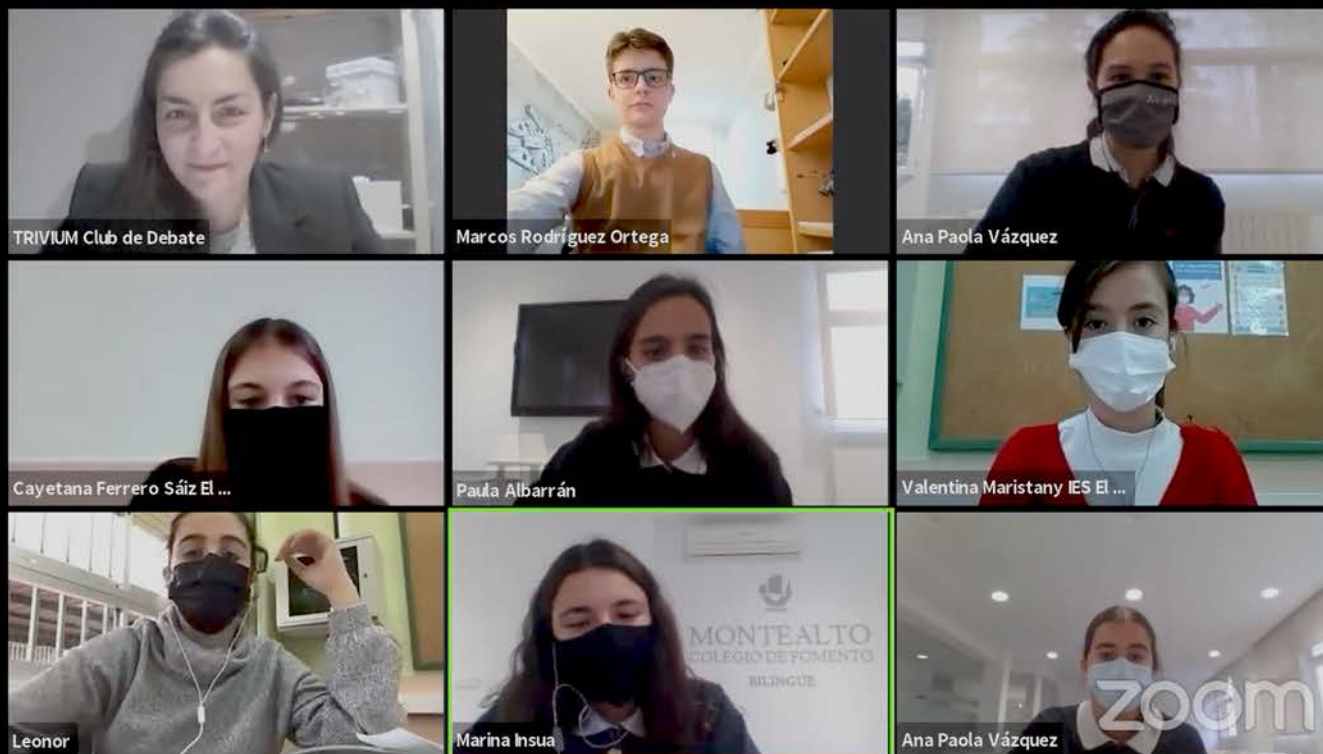 TRIVIUM Club de Debate
Marcos Rodríguez Ortega
Ana Paola Vázquez
Cayetana Ferrero Sáiz El ...
Paula Albarrán
Valentina Maristany IES El ...
Leonor
MONTEALTO
COLEGIO DE FOMENTO
BILINGÜE
Marina Insua
Ana Paola Vázquez
zoom